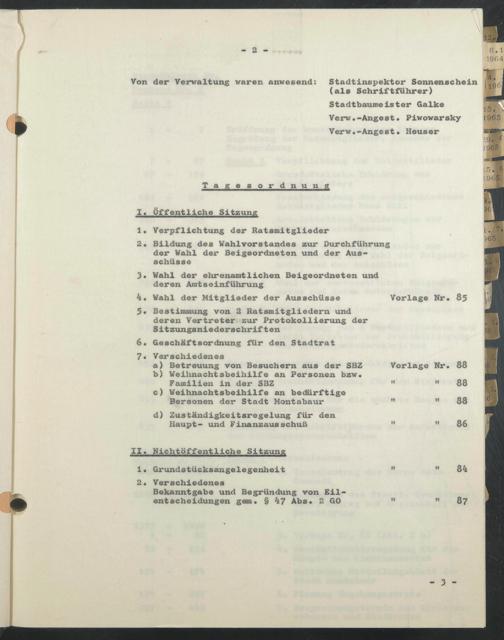 - 2 -
Von der Verwaltung waren anwesend: Stadtinspektor Sonnenschein
(als Schriftführer)
Stadtbaumeister Galke
Verw.-Angest. Piwowarsky
Verw.-Angest. Heuser
Tagesordnung
I. Öffentliche Sitzung
1. Verpflichtung der Ratsmitglieder
2. Bildung des Wahlvorstandes zur Durchführung
der Wahl der Beigeordneten und der Aus-
schüsse
3. Wahl der ehrenamtlichen Beigeordneten und
deren Amtseinführung
4. Wahl der Mitglieder der Ausschüsse Vorlage Nr. 85
5. Bestimmung von 2 Ratsmitgliedern und
deren Vertreter zur Protokollierung der
Sitzungsniederschriften
6. Geschäftsordnung für den Stadtrat
7. Verschiedenes
a) Betreuung von Besuchern aus der SBZ Vorlage Nr. 88
b) Weihnachtsbeihilfe an Personen bzw.
Familien in der SBZ " " 88
c) Weihnachtsbeihilfe an bedürftige
Personen der Stadt Montabaur " " 88
d) Zuständigkeitsregelung für den
Haupt- und Finanzausschuß " " 86
II. Nichtöffentliche Sitzung
1. Grundstücksangelegenheit " " 84
2. Verschiedenes
Bekanntgabe und Begründung von Eil-
entscheidungen gem. § 47 Abs. 2 GO " " 87
- 3 -